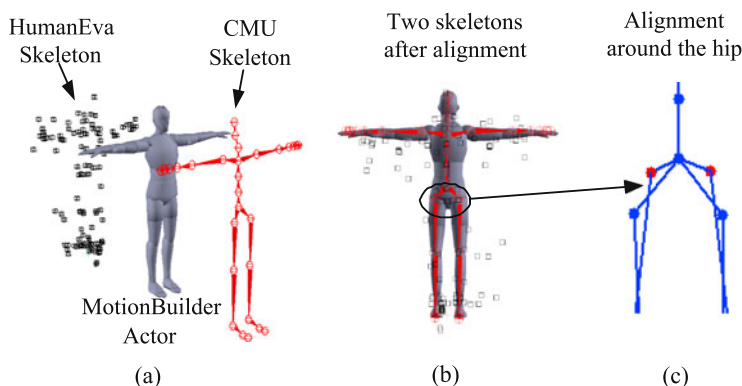 HumanEva
Skeleton
CMU
Skeleton
MotionBuilder
Actor
(a)
Two skeletons
after alignment
(b)
Alignment
around the hip
(c)